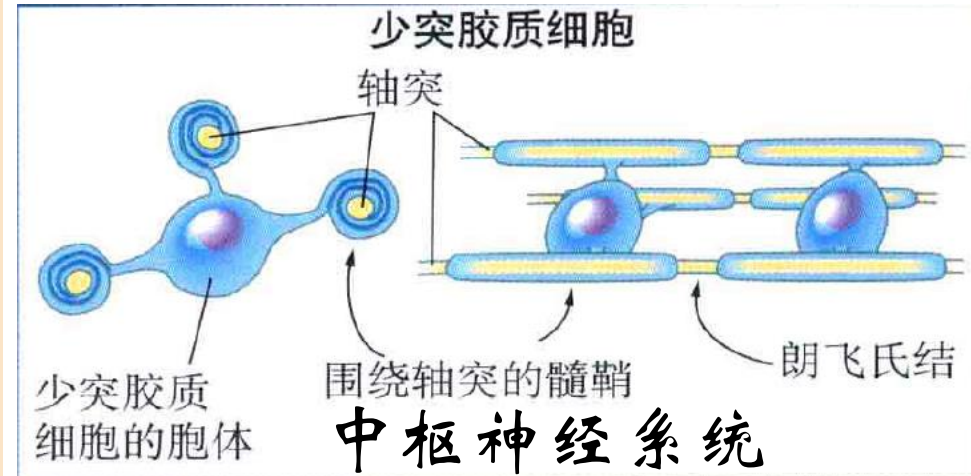 少突胶质细胞
轴突
围绕轴突的髓鞘
朗飞氏结
少突胶质
细胞的胞体
中枢神经系统